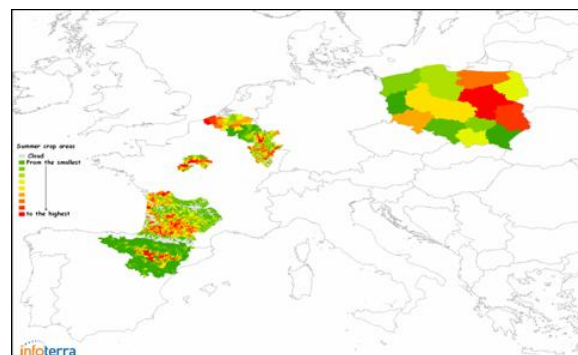 Summer crop areas
Cloud
From the smallest
to the highest
infoterra